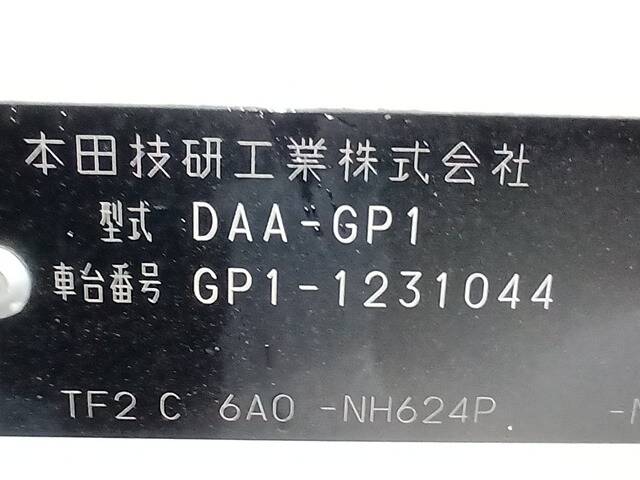 本田技研工業株式会社
型式 DAA-GP1
車台番号 GP1-1231044
TF2 C 6A0 -NH624P